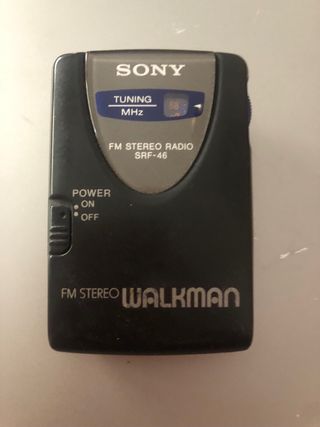 SONY
TUNING
MHz
FM STEREO RADIO
SRF-46
POWER
ON
OFF
FM STEREO WALKMAN